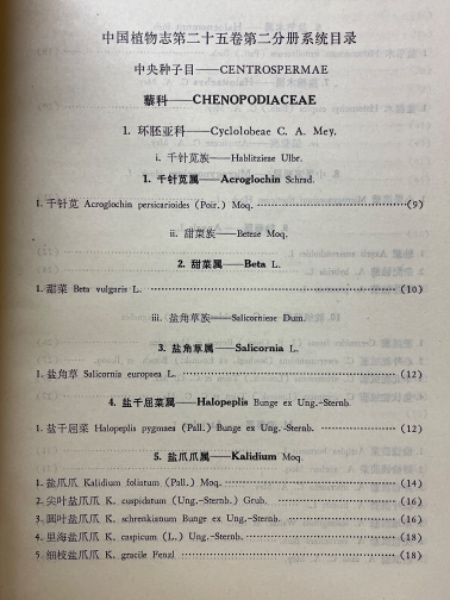 中国植物志第二十五卷第二分册系统目录
中央种子目——CENTROSPERMAE
藜科——CHENOPODIACEAE
1. 环胚亚科——Cyclolobeae C. A. Mey.
i. 千针苋族——Hablitzieae Ulbr.
1. 千针苋属——Acroglochin Schrad.
1. 千针苋 Acroglochin persicarioides (Poir.) Moq. ……(9)
ii. 甜菜族——Beteae Moq.
2. 甜菜属——Beta L.
1. 甜菜 Beta vulgaris L. ……(10)
iii. 盐角草族——Salicornieae Dum.
3. 盐角草属——Salicornia L.
1. 盐角草 Salicornia europaea L. ……(12)
4. 盐千屈菜属——Halopeplis Bunge ex Ung.-Sternb.
1. 盐千屈菜 Halopeplis pygmaea (Pall.) Bunge ex Ung.-Sternb. ……(12)
5. 盐爪爪属——Kalidium Moq.
1. 盐爪爪 Kalidium foliatum (Pall.) Moq. ……(14)
2. 尖叶盐爪爪 K. cuspidatum (Ung.-Sternb.) Grub. ……(16)
3. 圆叶盐爪爪 K. schrenkianum Bunge ex Ung.-Sternb. ……(16)
4. 里海盐爪爪 K. caspicum (L.) Ung.-Sternb. ……(18)
5. 细枝盐爪爪 K. gracile Fenzl ……(18)